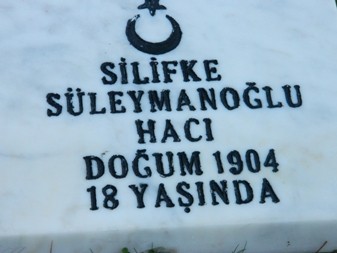 SİLİFKE
SÜLEYMANOĞLU
HACI
DOĞUM 1904
18 YAŞINDA